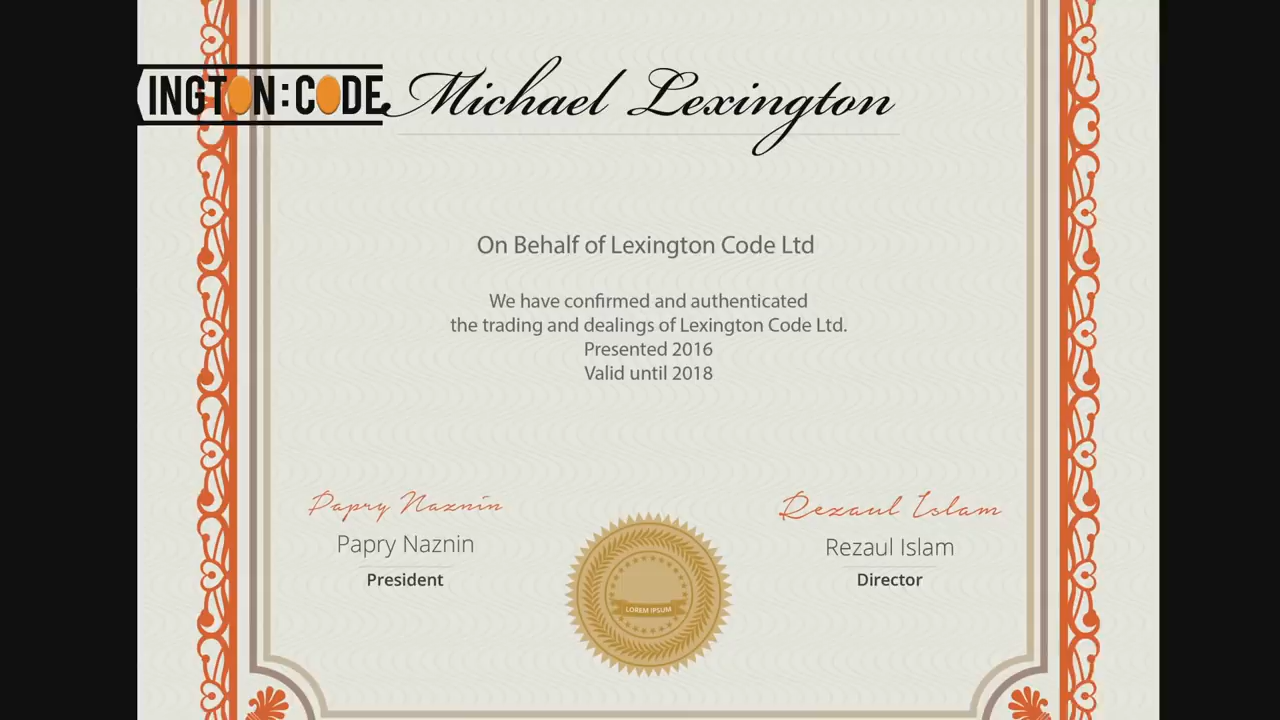 INGTON:CODE
Michael Lexington
On Behalf of Lexington Code Ltd
We have confirmed and authenticated
the trading and dealings of Lexington Code Ltd.
Presented 2016
Valid until 2018
Papry Naznin
Rezaul Islam
Papry Naznin
Rezaul Islam
President
Director
LOREM IPSUM